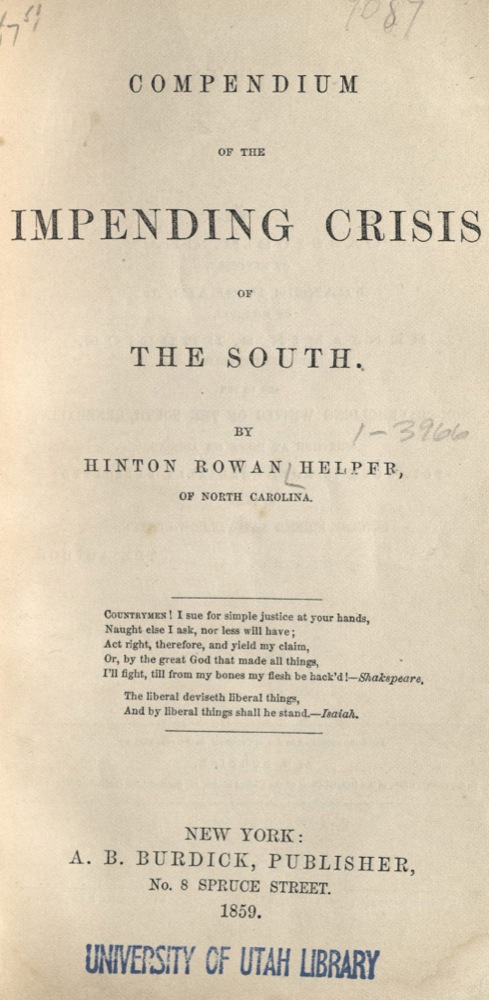 7087
COMPENDIUM
OF THE
IMPENDING CRISIS
OF
THE SOUTH.
BY
1-3966
HINTON ROWAN HELPER,
OF NORTH CAROLINA.
COUNTRYMEN! I sue for simple justice at your hands,
Naught else I ask, nor less will have;
Act right, therefore, and yield my claim,
Or, by the great God that made all things,
I'll fight, till from my bones my flesh be hack'd!—Shakspeare.
The liberal deviseth liberal things,
And by liberal things shall he stand.—Isaiah.
NEW YORK:
A. B. BURDICK, PUBLISHER,
No. 8 SPRUCE STREET.
1859.
UNIVERSITY OF UTAH LIBRARY